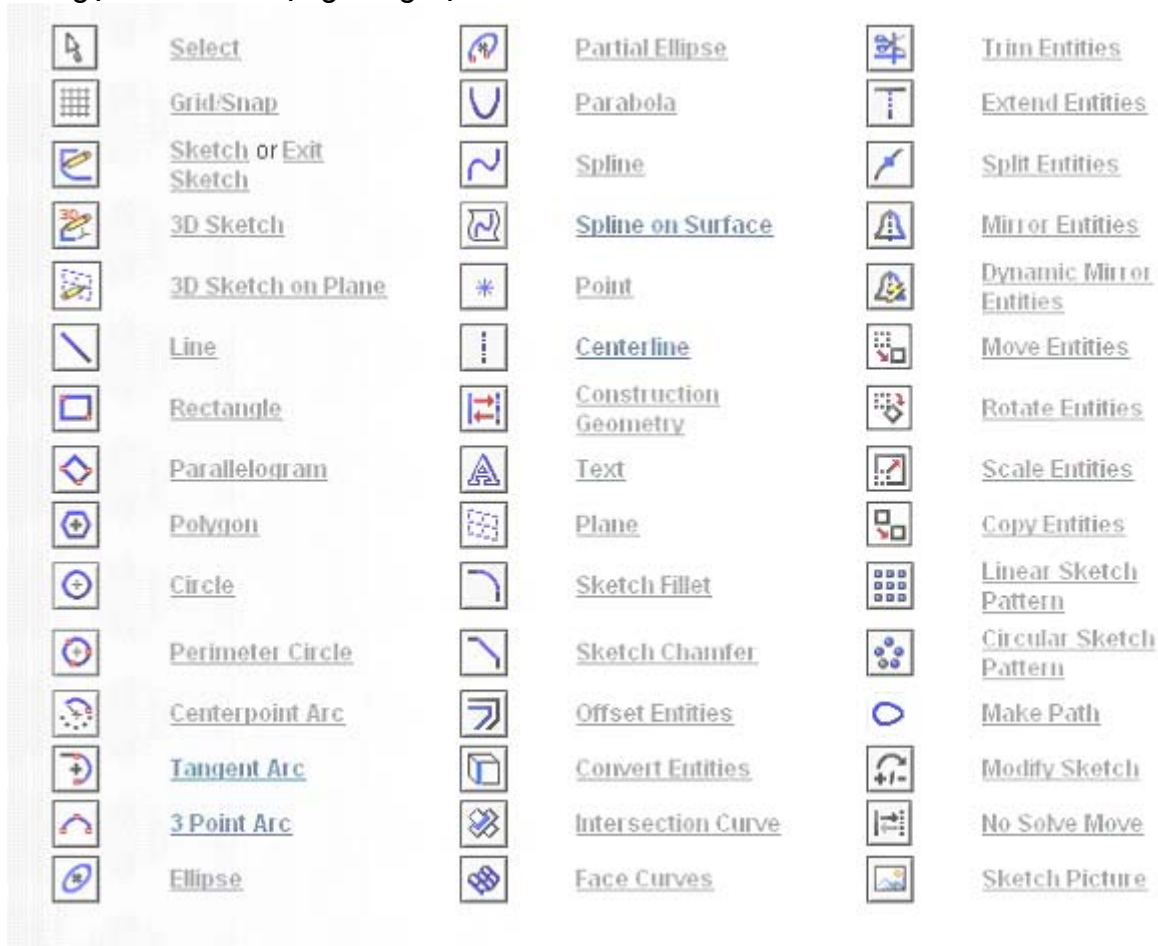 Select
Grid/Snap
Sketch or Exit
Sketch
3D Sketch
3D Sketch on Plane
Line
Rectangle
Parallelogram
Polygon
Circle
Perimeter Circle
Centerpoint Arc
Tangent Arc
3 Point Arc
Ellipse
Partial Ellipse
Parabola
Spline
Spline on Surface
Point
Centerline
Construction
Geometry
Text
Plane
Sketch Fillet
Sketch Chamfer
Offset Entities
Convert Entities
Intersection Curve
Face Curves
Trim Entities
Extend Entities
Split Entities
Mirror Entities
Dynamic Mirror
Entities
Move Entities
Rotate Entities
Scale Entities
Copy Entities
Linear Sketch
Pattern
Circular Sketch
Pattern
Make Path
Modify Sketch
No Solve Move
Sketch Picture